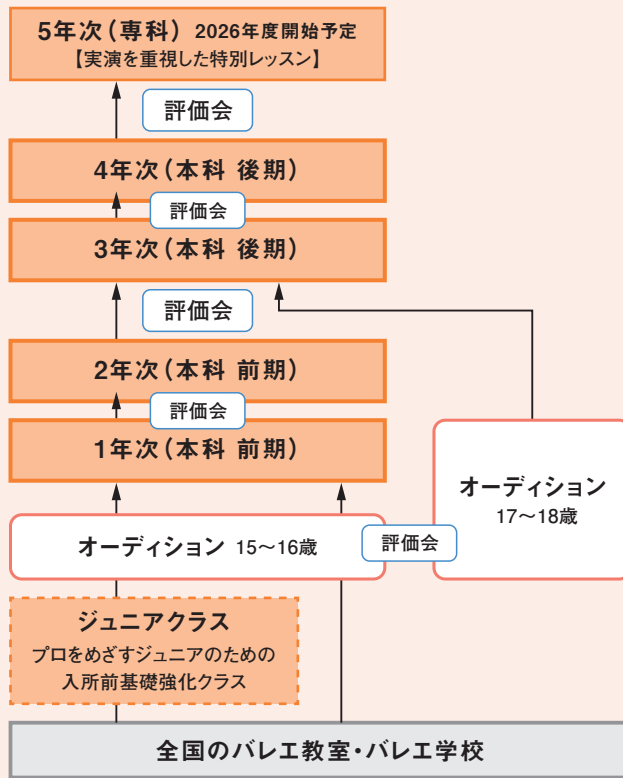 5年次（専科） 2026年度開始予定
【実演を重視した特別レッスン】
評価会
4年次（本科 後期）
評価会
3年次（本科 後期）
評価会
2年次（本科 前期）
評価会
1年次（本科 前期）
オーディション
17〜18歳
オーディション 15〜16歳
評価会
ジュニアクラス
プロをめざすジュニアのための
入所前基礎強化クラス
全国のバレエ教室・バレエ学校